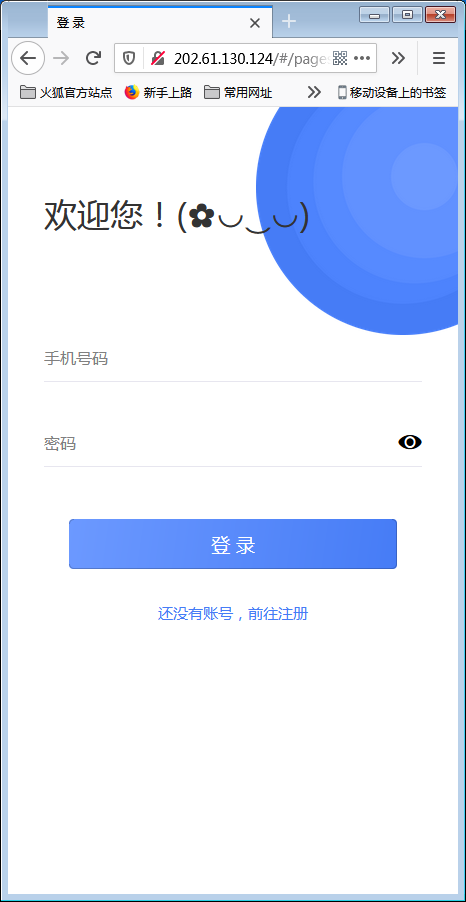 登 录
202.61.130.124/#/page
火狐官方站点 新手上路 常用网址 移动设备上的书签
欢迎您！(✿◡‿◡)
手机号码
密码
登 录
还没有账号，前往注册